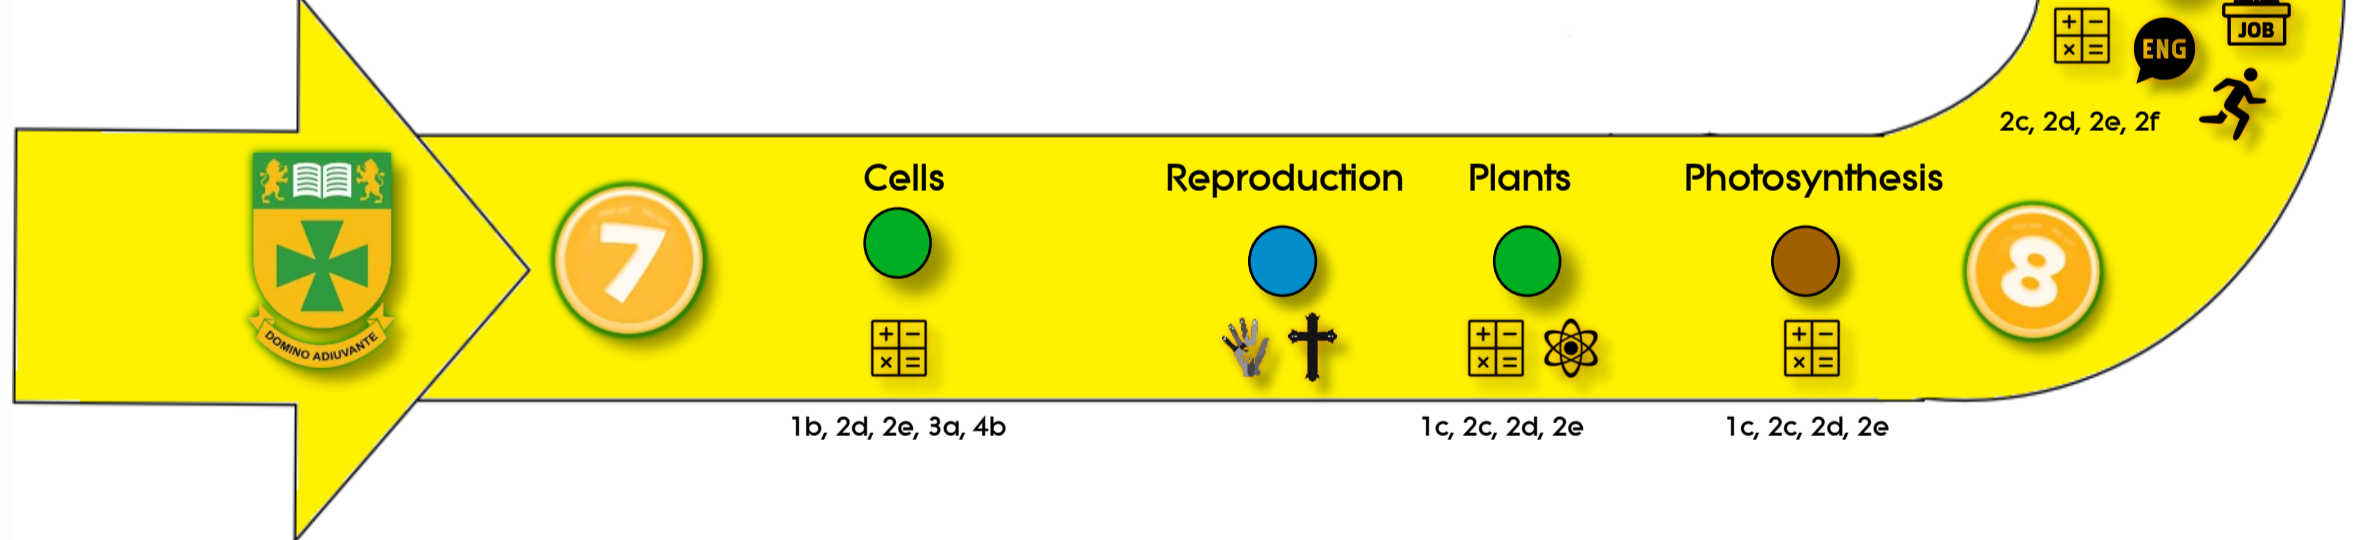 JOB
ENG
2c, 2d, 2e, 2f
Cells
Reproduction
Plants
Photosynthesis
7
8
DOMINO ADIUVANTE
+ −
× =
+ −
× =
+ −
× =
+ −
× =
1b, 2d, 2e, 3a, 4b
1c, 2c, 2d, 2e
1c, 2c, 2d, 2e